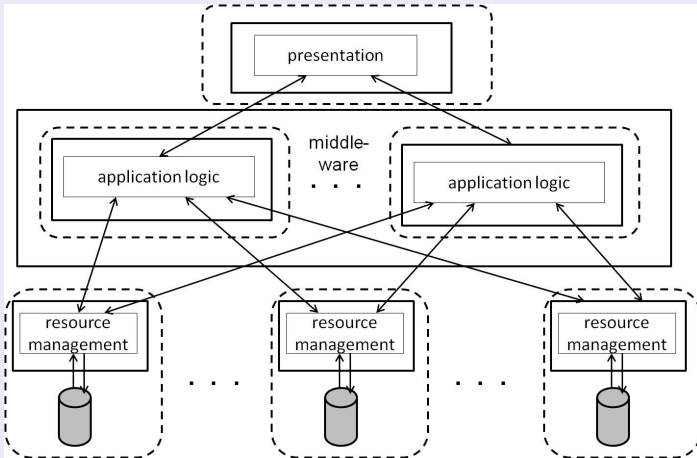 presentation
middle-
ware
. . .
application logic
application logic
resource
management
resource
management
resource
management
. . .
. . .